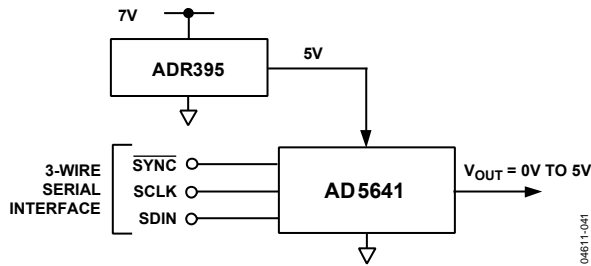 7V
ADR395
5V
3-WIRE
SERIAL
INTERFACE
SYNC
SCLK
SDIN
AD5641
VOUT = 0V TO 5V
04611-041